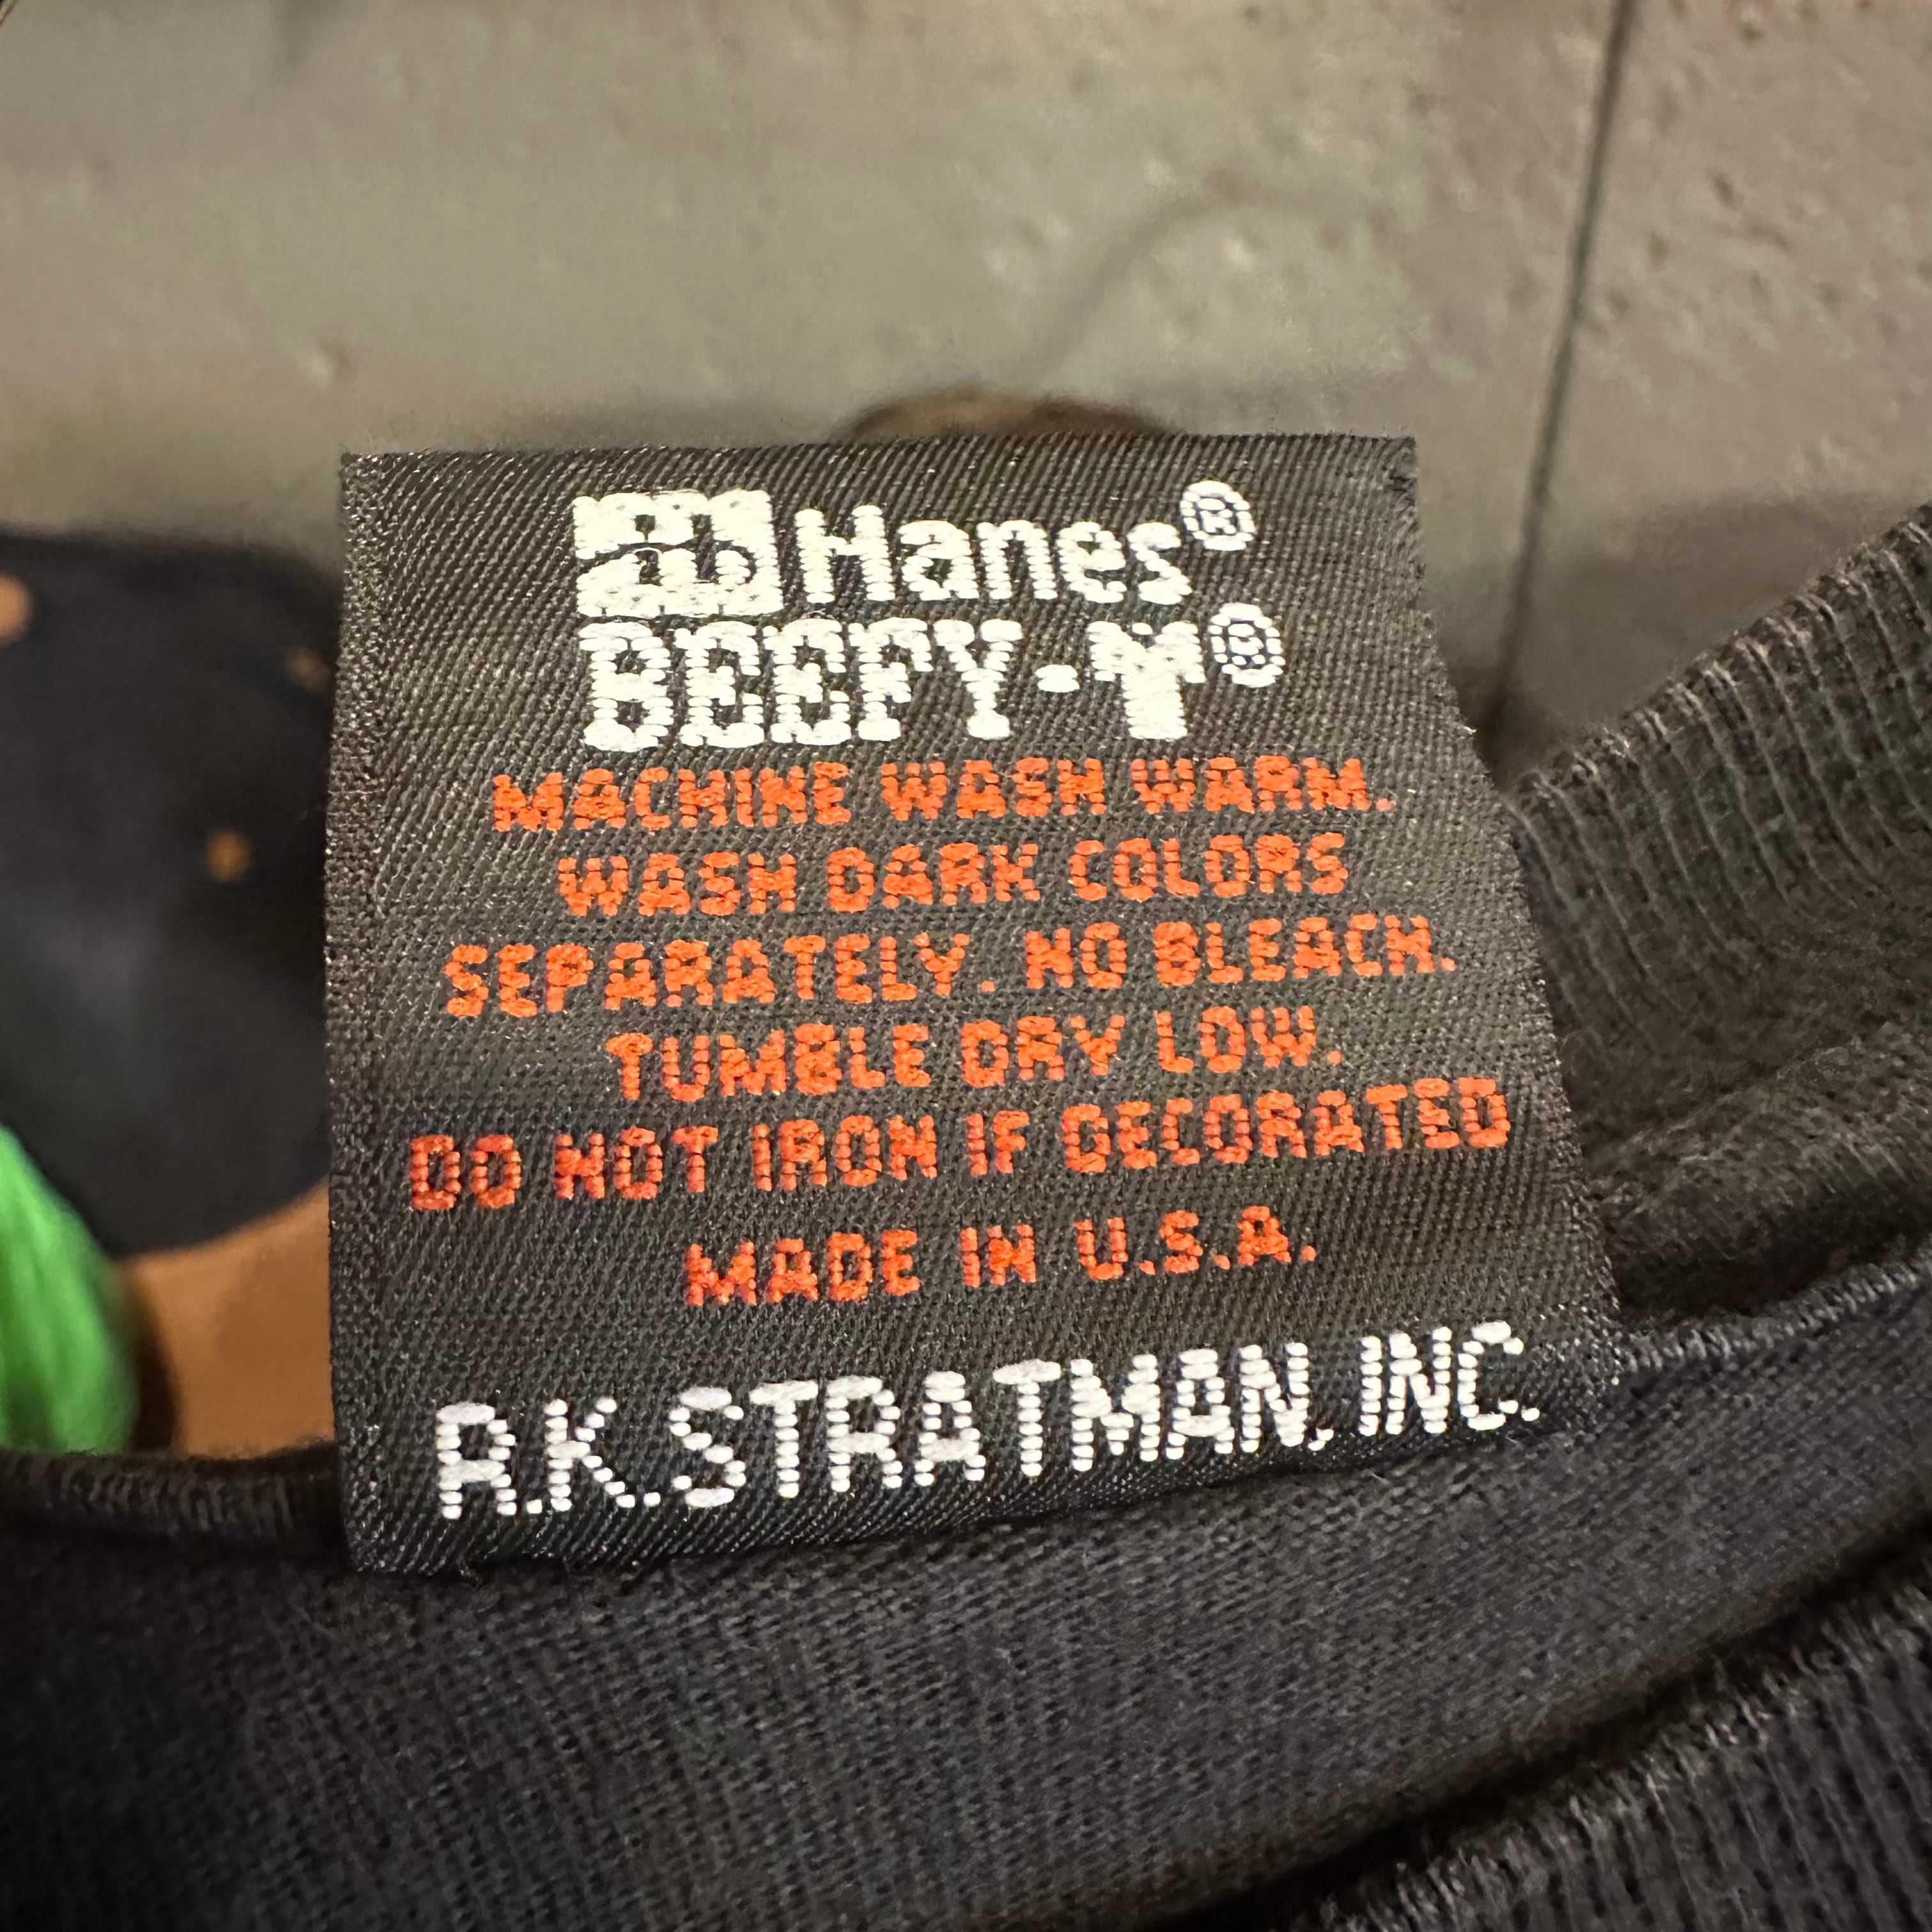 Hanes®
BEEFY-T®
MACHINE WASH WARM.
WASH DARK COLORS
SEPARATELY. NO BLEACH.
TUMBLE DRY LOW.
DO NOT IRON IF DECORATED
MADE IN U.S.A.
R.K. STRATMAN, INC.